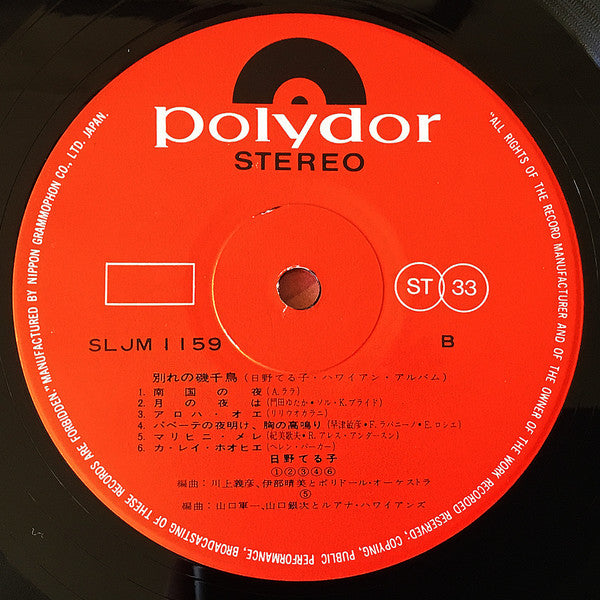 polydor
STEREO
ST 33
SLJM 1159
B
別れの磯千鳥(日野てる子・ハワイアン・アルバム)
1. 南国の夜(A.ララ)
2. 月の夜は(門田ゆたか*ソル・K.ブライド)
3. アロハ・オエ(リリウオカラニ)
4. パペーテの夜明け、胸の高鳴り(早津敏彦*F.ラバニーノ*E.ロシエ)
5. マリヒニ・メレ(紀美歌夫*R.アレス・アンダースン)
6. カ・レイ・ホオヒエ(ヘレン・パーカー)
日野てる子
①②③④⑥
編曲:川上義彦、伊部晴美とポリドール・オーケストラ
⑤
編曲:山口軍一、山口銀次とルアナ・ハワイアンズ
"ALL RIGHTS OF THE RECORD MANUFACTURER AND OF THE OWNER OF THE WORK RECORDED RESERVED; COPYING, PUBLIC PERFORMANCE, BROADCASTING OF THESE RECORDS ARE FORBIDDEN." MANUFACTURED BY NIPPON GRAMMOPHON CO., LTD. JAPAN.